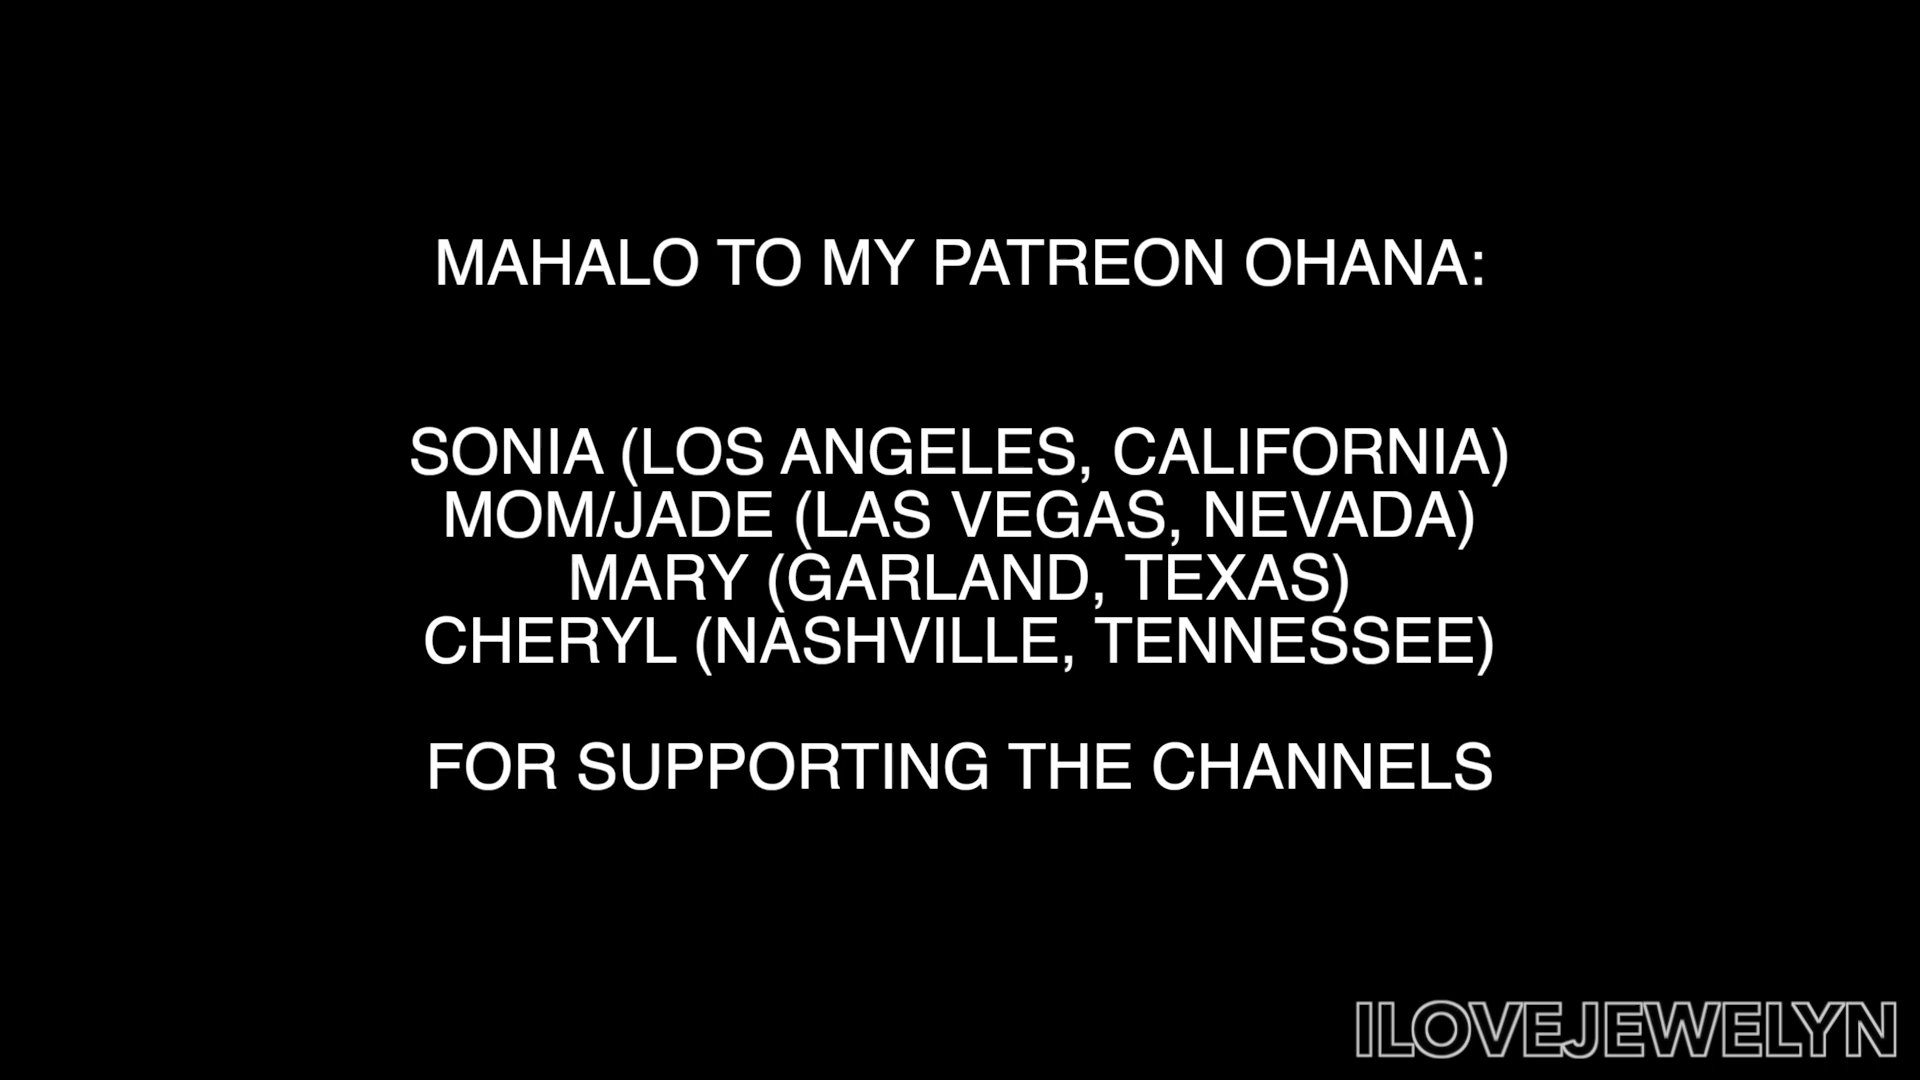 MAHALO TO MY PATREON OHANA:
SONIA (LOS ANGELES, CALIFORNIA)
MOM/JADE (LAS VEGAS, NEVADA)
MARY (GARLAND, TEXAS)
CHERYL (NASHVILLE, TENNESSEE)
FOR SUPPORTING THE CHANNELS
ILOVEJEWELYN